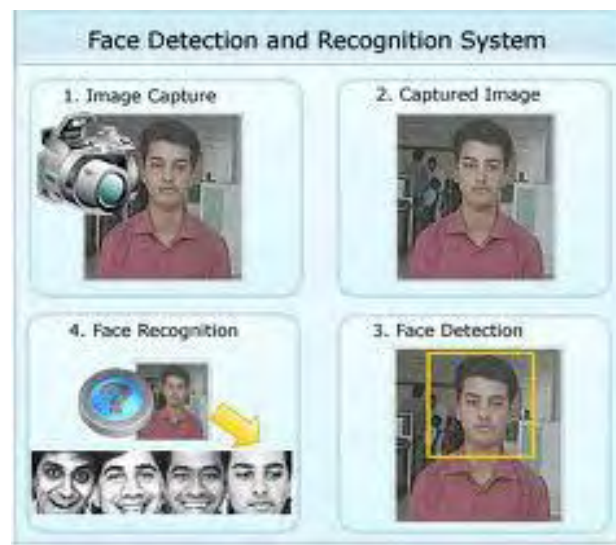 Face Detection and Recognition System
1. Image Capture
2. Captured Image
4. Face Recognition
3. Face Detection